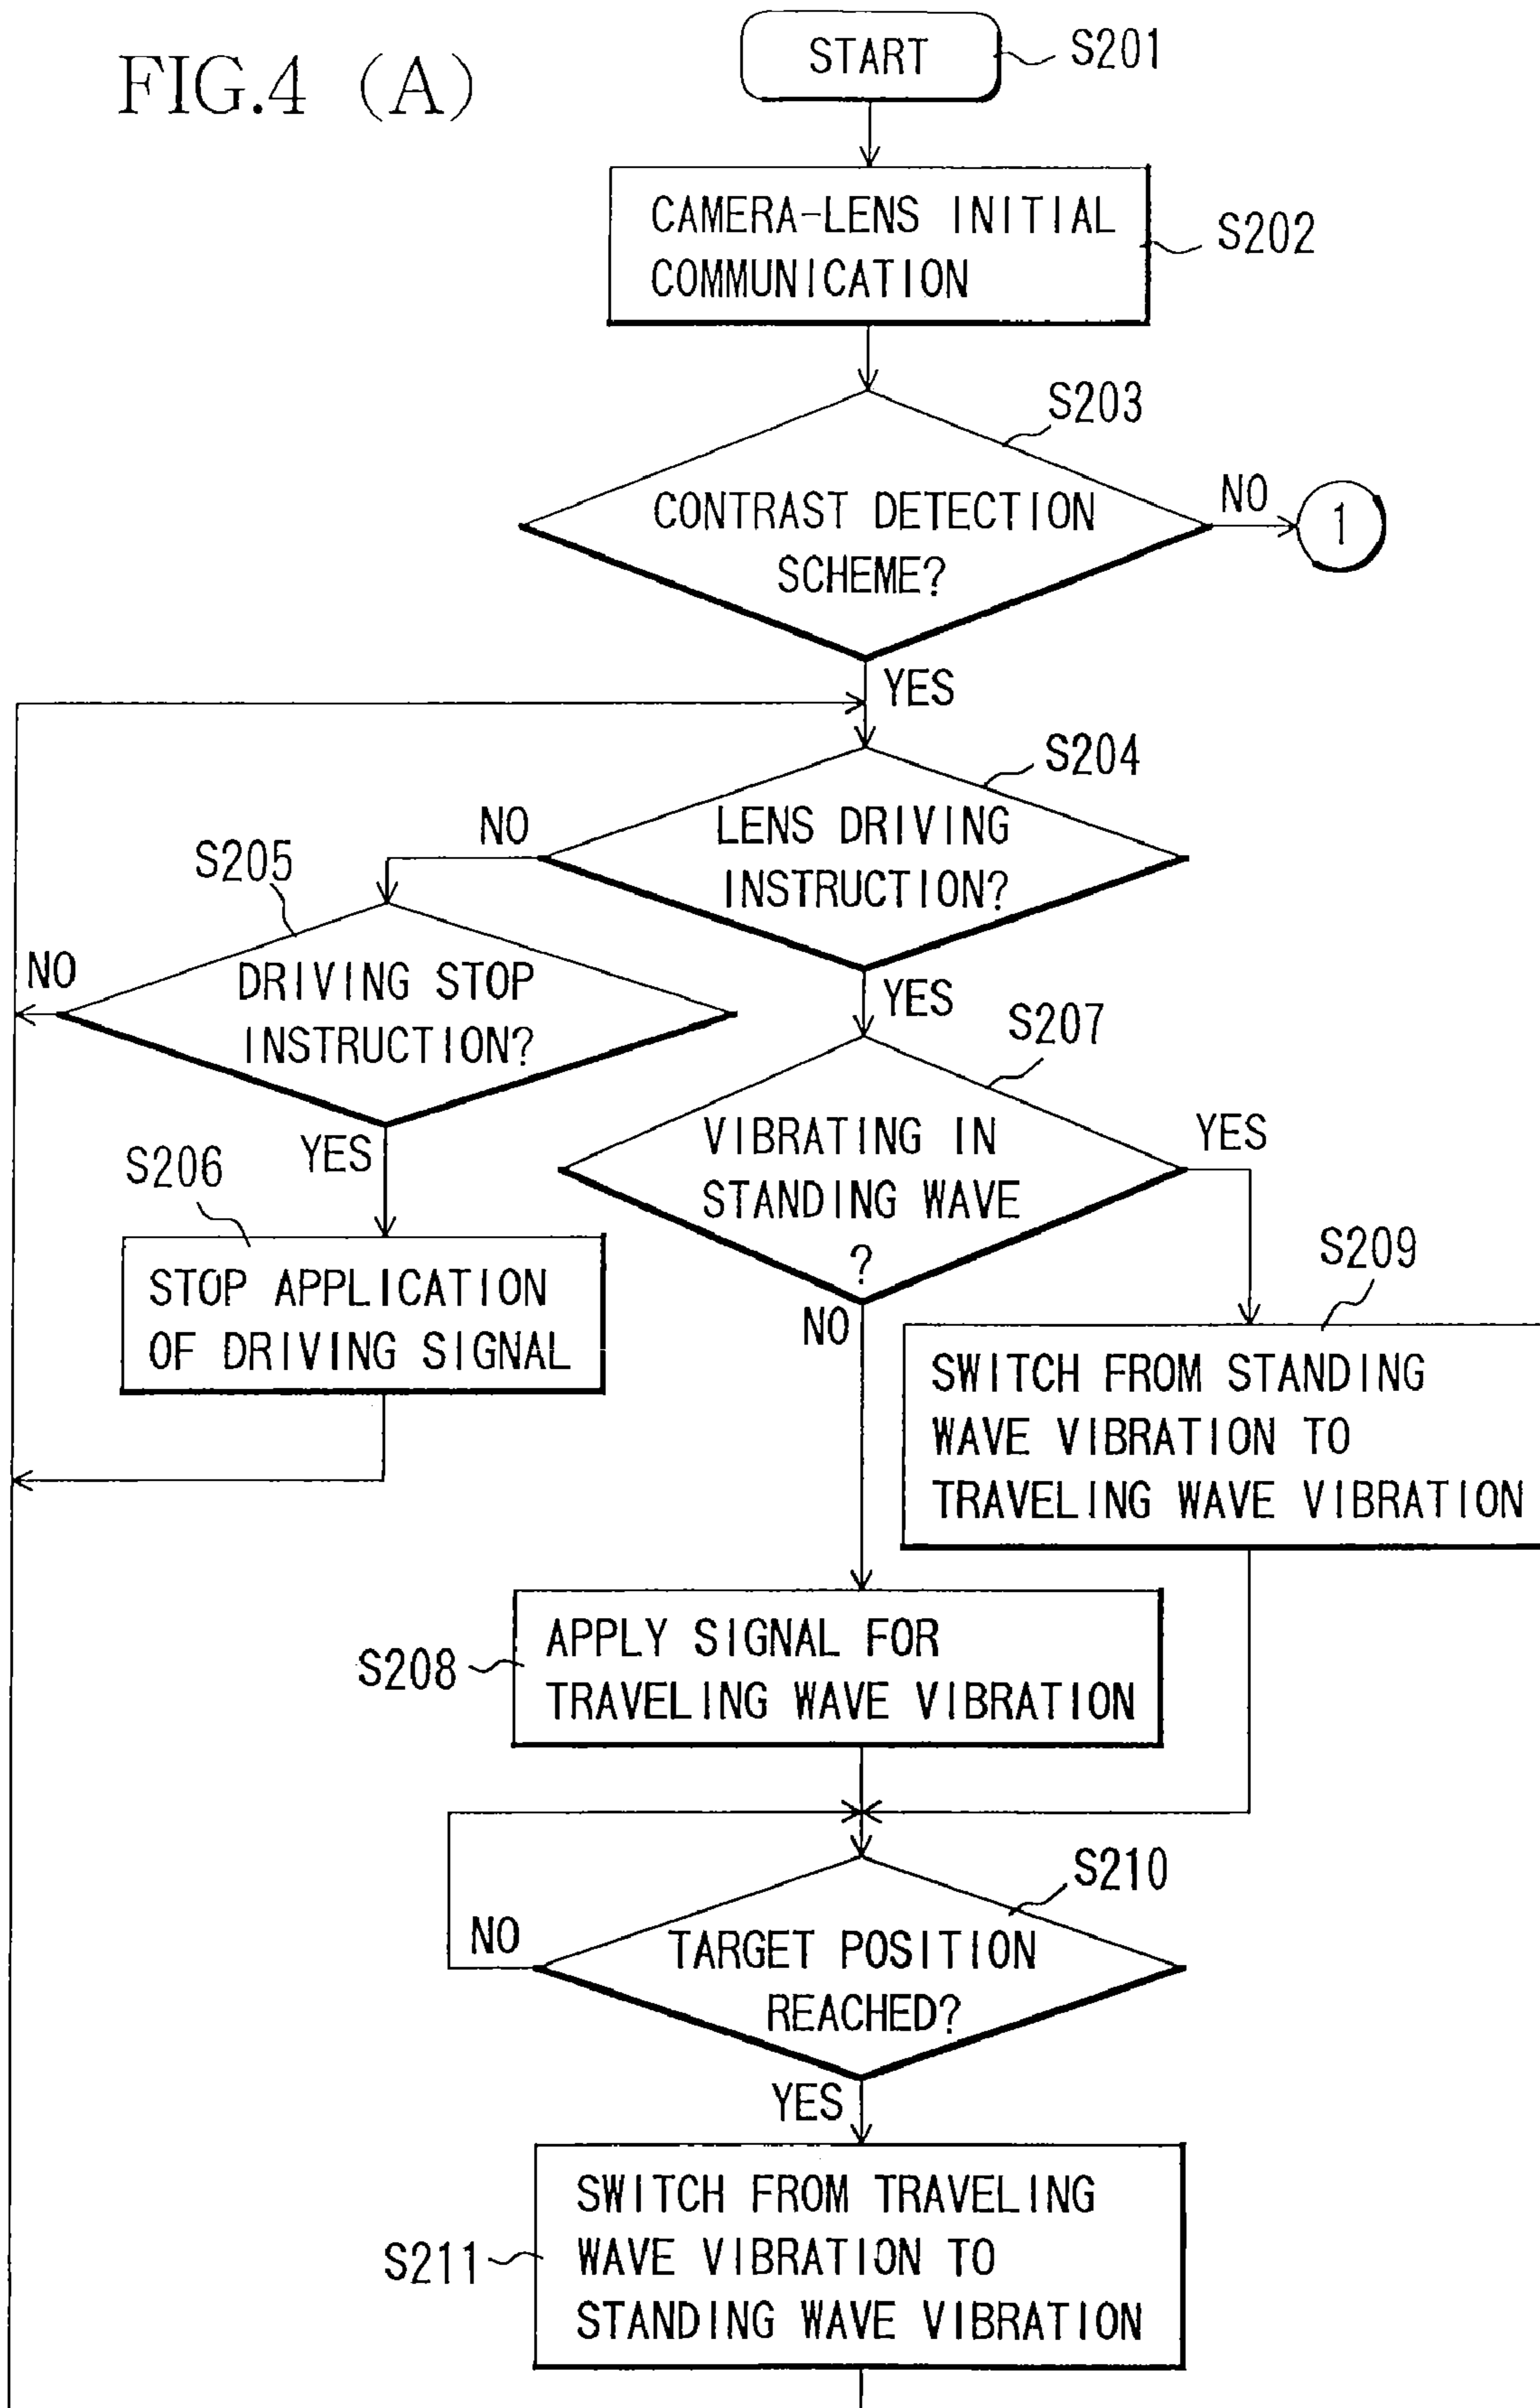 FIG.4 (A)
START
S201
CAMERA-LENS INITIAL
COMMUNICATION
S202
S203
CONTRAST DETECTION
SCHEME?
NO
1
YES
S204
LENS DRIVING
INSTRUCTION?
NO
S205
DRIVING STOP
INSTRUCTION?
NO
YES
YES
S206
STOP APPLICATION
OF DRIVING SIGNAL
S207
VIBRATING IN
STANDING WAVE
?
YES
NO
S209
SWITCH FROM STANDING
WAVE VIBRATION TO
TRAVELING WAVE VIBRATION
S208
APPLY SIGNAL FOR
TRAVELING WAVE VIBRATION
S210
TARGET POSITION
REACHED?
NO
YES
S211
SWITCH FROM TRAVELING
WAVE VIBRATION TO
STANDING WAVE VIBRATION